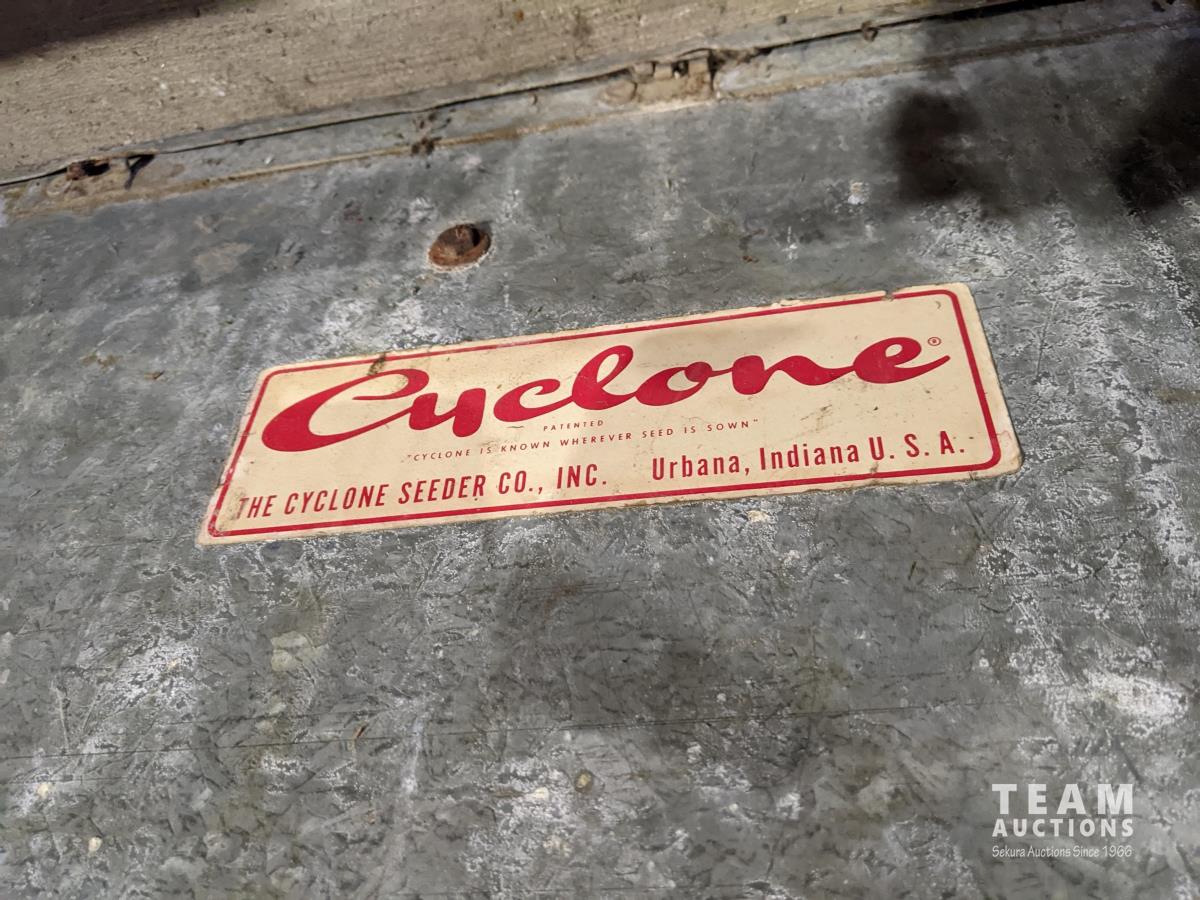 Cyclone®
PATENTED
"CYCLONE IS KNOWN WHEREVER SEED IS SOWN"
THE CYCLONE SEEDER CO., INC. Urbana, Indiana U. S. A.
TEAM
AUCTIONS
Sekura Auctions Since 1966